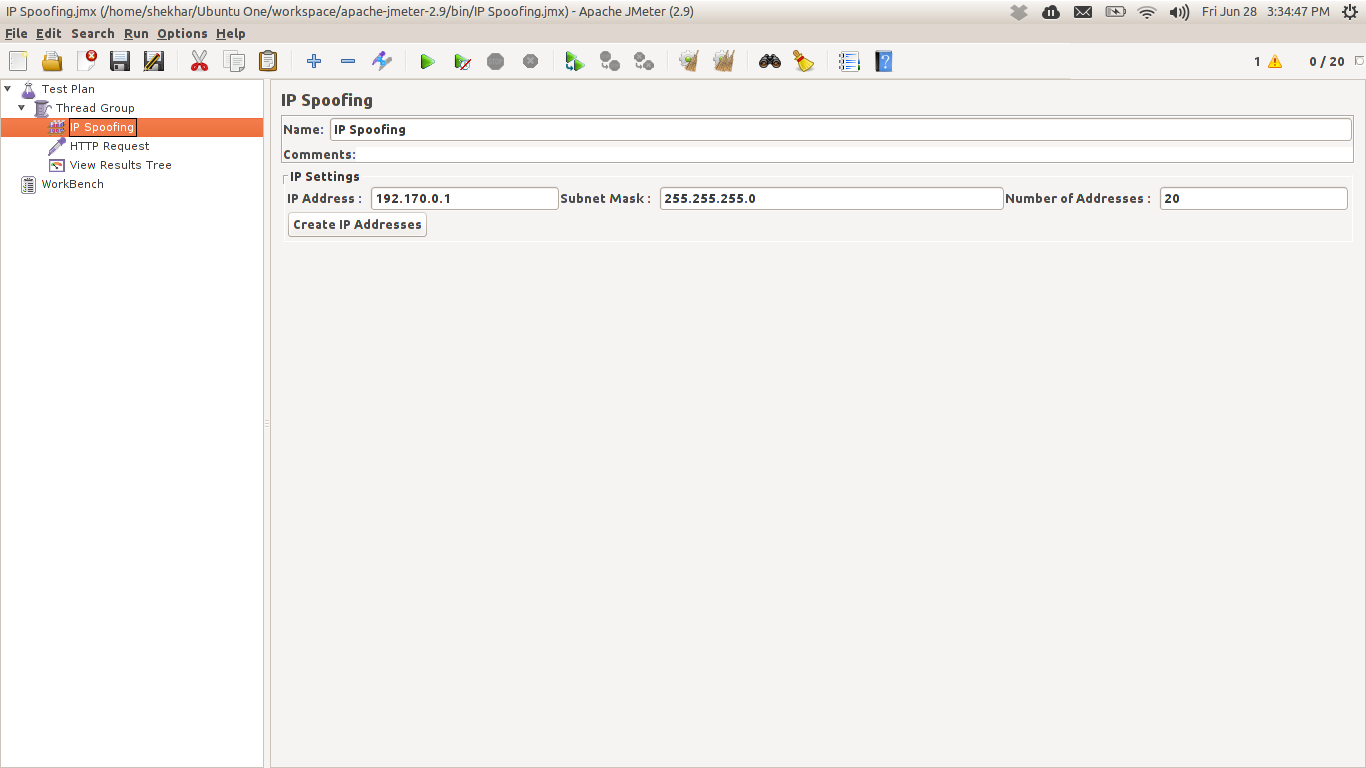 IP Spoofing.jmx (/home/shekhar/Ubuntu One/workspace/apache-jmeter-2.9/bin/IP Spoofing.jmx) - Apache JMeter (2.9) Fri Jun 28 3:34:47 PM
File Edit Search Run Options Help
1 0 / 20
Test Plan
Thread Group
IP Spoofing
HTTP Request
View Results Tree
WorkBench
IP Spoofing
Name: IP Spoofing
Comments:
IP Settings
IP Address : 192.170.0.1 Subnet Mask : 255.255.255.0 Number of Addresses : 20
Create IP Addresses